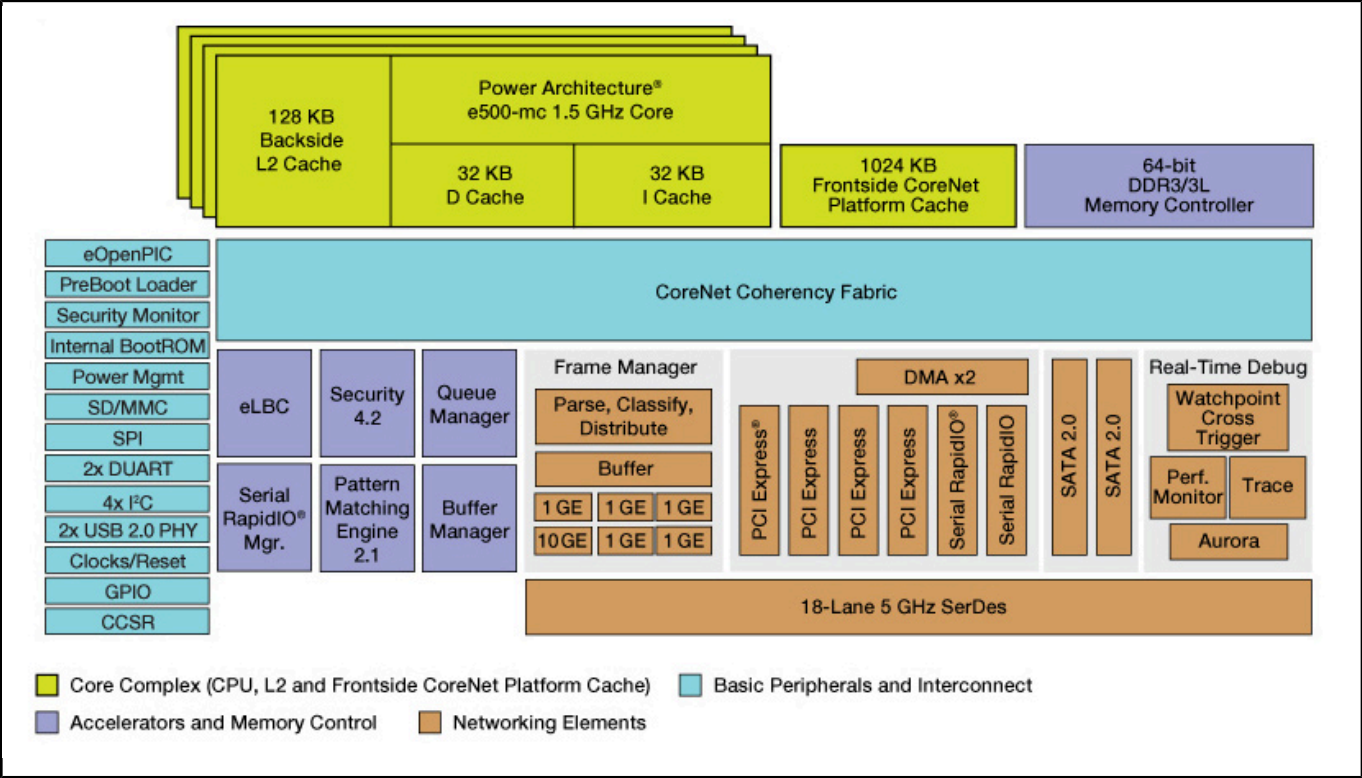 128 KB
Backside
L2 Cache
Power Architecture®
e500-mc 1.5 GHz Core
32 KB
D Cache
32 KB
I Cache
1024 KB
Frontside CoreNet
Platform Cache
64-bit
DDR3/3L
Memory Controller
eOpenPIC
PreBoot Loader
Security Monitor
Internal BootROM
Power Mgmt
SD/MMC
SPI
2x DUART
4x I²C
2x USB 2.0 PHY
Clocks/Reset
GPIO
CCSR
CoreNet Coherency Fabric
eLBC
Security
4.2
Queue
Manager
Serial
RapidIO®
Mgr.
Pattern
Matching
Engine
2.1
Buffer
Manager
Frame Manager
Parse, Classify,
Distribute
Buffer
1 GE
1 GE
1 GE
10 GE
1 GE
1 GE
DMA x2
PCI Express®
PCI Express
PCI Express
PCI Express
Serial RapidIO®
Serial RapidIO
SATA 2.0
SATA 2.0
Real-Time Debug
Watchpoint
Cross
Trigger
Perf.
Monitor
Trace
Aurora
18-Lane 5 GHz SerDes
Core Complex (CPU, L2 and Frontside CoreNet Platform Cache)
Basic Peripherals and Interconnect
Accelerators and Memory Control
Networking Elements